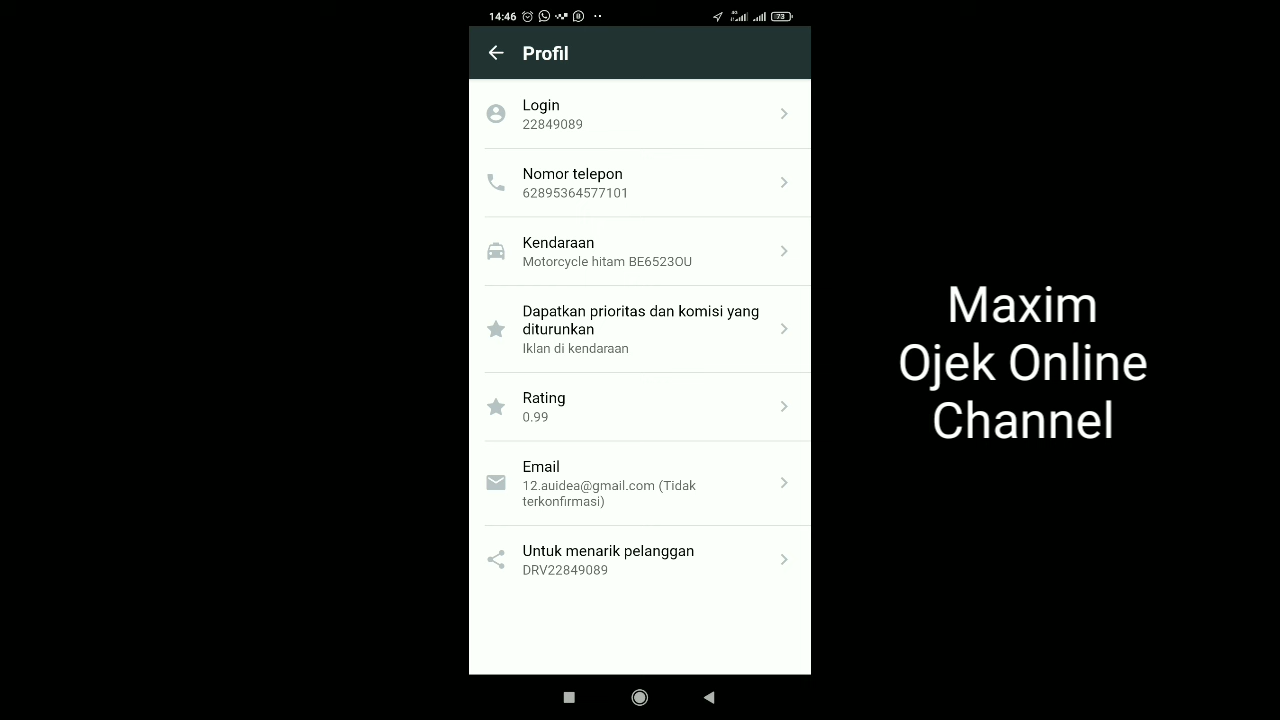 14:46
4G
73
Profil
Login
22849089
Nomor telepon
62895364577101
Kendaraan
Motorcycle hitam BE6523OU
Dapatkan prioritas dan komisi yang
diturunkan
Iklan di kendaraan
Rating
0.99
Email
12.auidea@gmail.com (Tidak
terkonfirmasi)
Untuk menarik pelanggan
DRV22849089
Maxim
Ojek Online
Channel